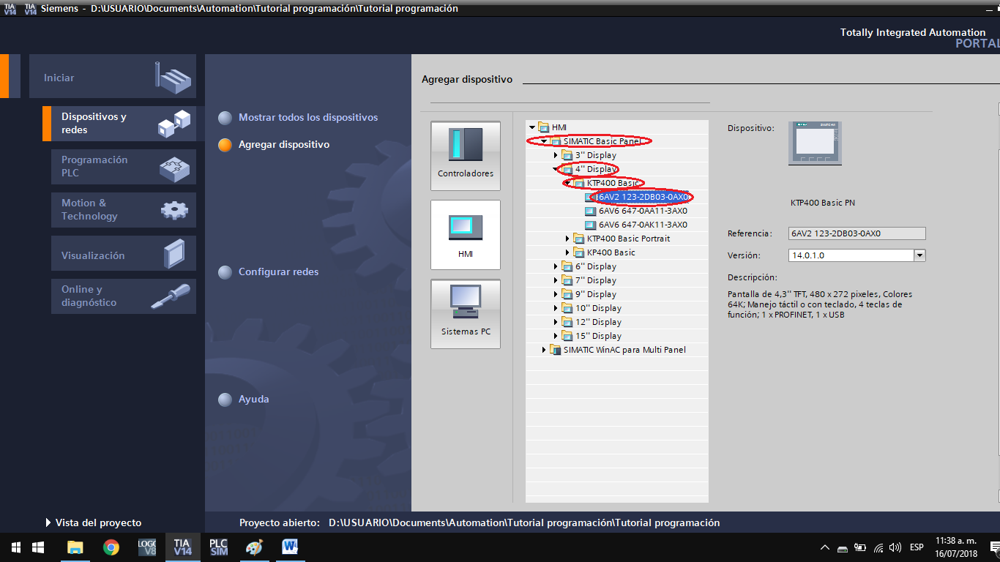 TIA V14
TIA V14 Siemens - D:\USUARIO\Documents\Automation\Tutorial programación\Tutorial programación
Totally Integrated Automation
PORTAL
Iniciar
Dispositivos y
redes
Programación
PLC
Motion &
Technology
Visualización
Online y
diagnóstico
Vista del proyecto
Mostrar todos los dispositivos
Agregar dispositivo
Configurar redes
Ayuda
Agregar dispositivo
Controladores
HMI
Sistemas PC
HMI
SIMATIC Basic Panel
3'' Display
4'' Display
KTP400 Basic
6AV2 123-2DB03-0AX0
6AV6 647-0AA11-3AX0
6AV6 647-0AK11-3AX0
KTP400 Basic Portrait
KP400 Basic
6'' Display
7'' Display
9'' Display
10'' Display
12'' Display
15'' Display
SIMATIC WinAC para Multi Panel
Dispositivo:
KTP400 Basic PN
Referencia: 6AV2 123-2DB03-0AX0
Versión: 14.0.1.0
Descripción:
Pantalla de 4,3'' TFT, 480 x 272 pixeles, Colores
64K; Manejo táctil o con teclado, 4 teclas de
función; 1 x PROFINET, 1 x USB
Proyecto abierto: D:\USUARIO\Documents\Automation\Tutorial programación\Tutorial programación
LOGO V8
TIA V14
PLC SIM
ESP
11:38 a. m.
16/07/2018